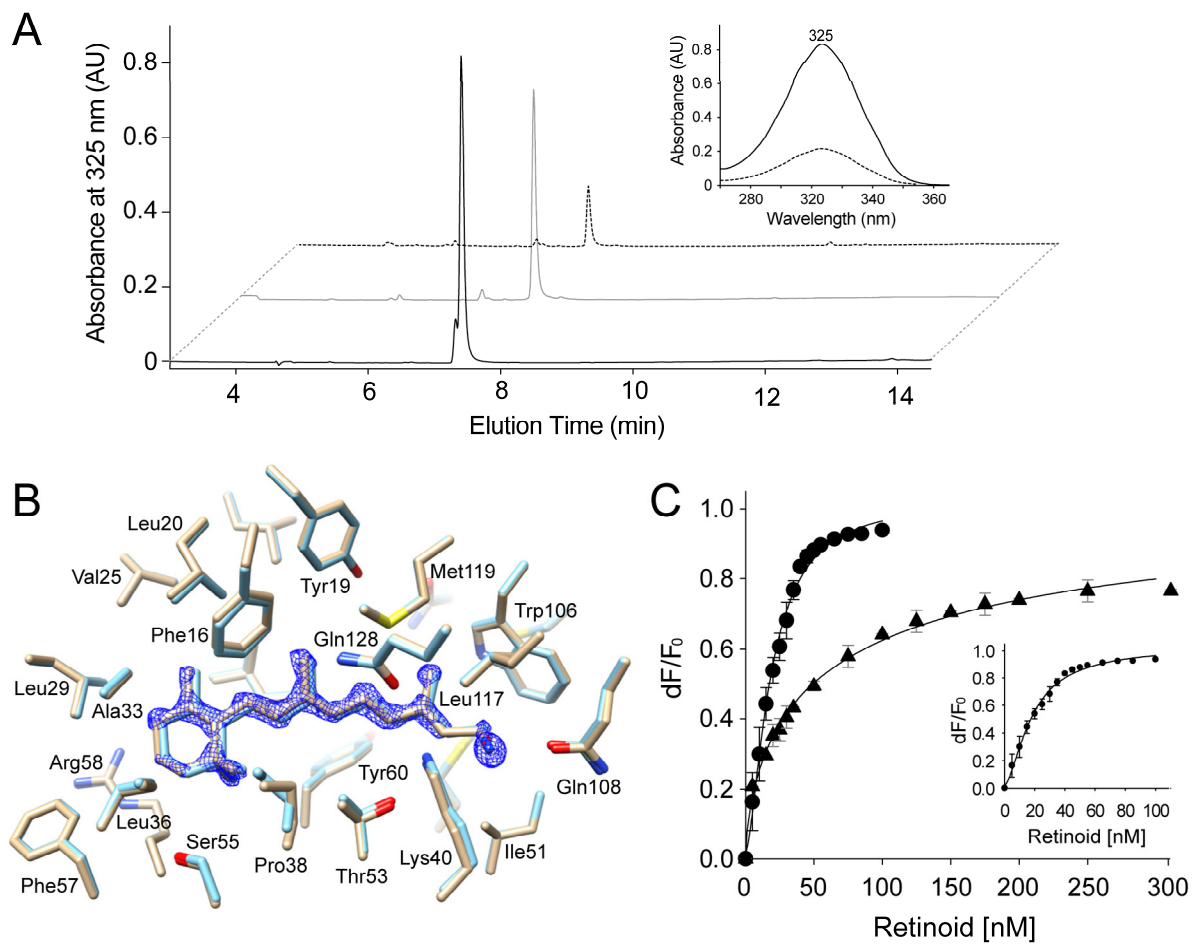 A
Absorbance at 325 nm (AU)
0.8
0.6
0.4
0.2
0
4 6 8 10 12 14
Elution Time (min)
325
Absorbance (AU)
0.8
0.6
0.4
0.2
0
280 320 340 360
Wavelength (nm)
B
Leu20
Val25
Tyr19
Met119
Phe16
Gln128
Trp106
Leu29
Ala33
Leu117
Arg58
Tyr60
Gln108
Leu36
Ser55
Pro38
Thr53
Lys40
Ile51
Phe57
C
dF/F0
1.0
0.8
0.6
0.4
0.2
0.0
0 50 100 150 200 250 300
Retinoid [nM]
dF/F0
1.0
0.8
0.6
0.4
0.2
0.0
0 20 40 60 80 100
Retinoid [nM]